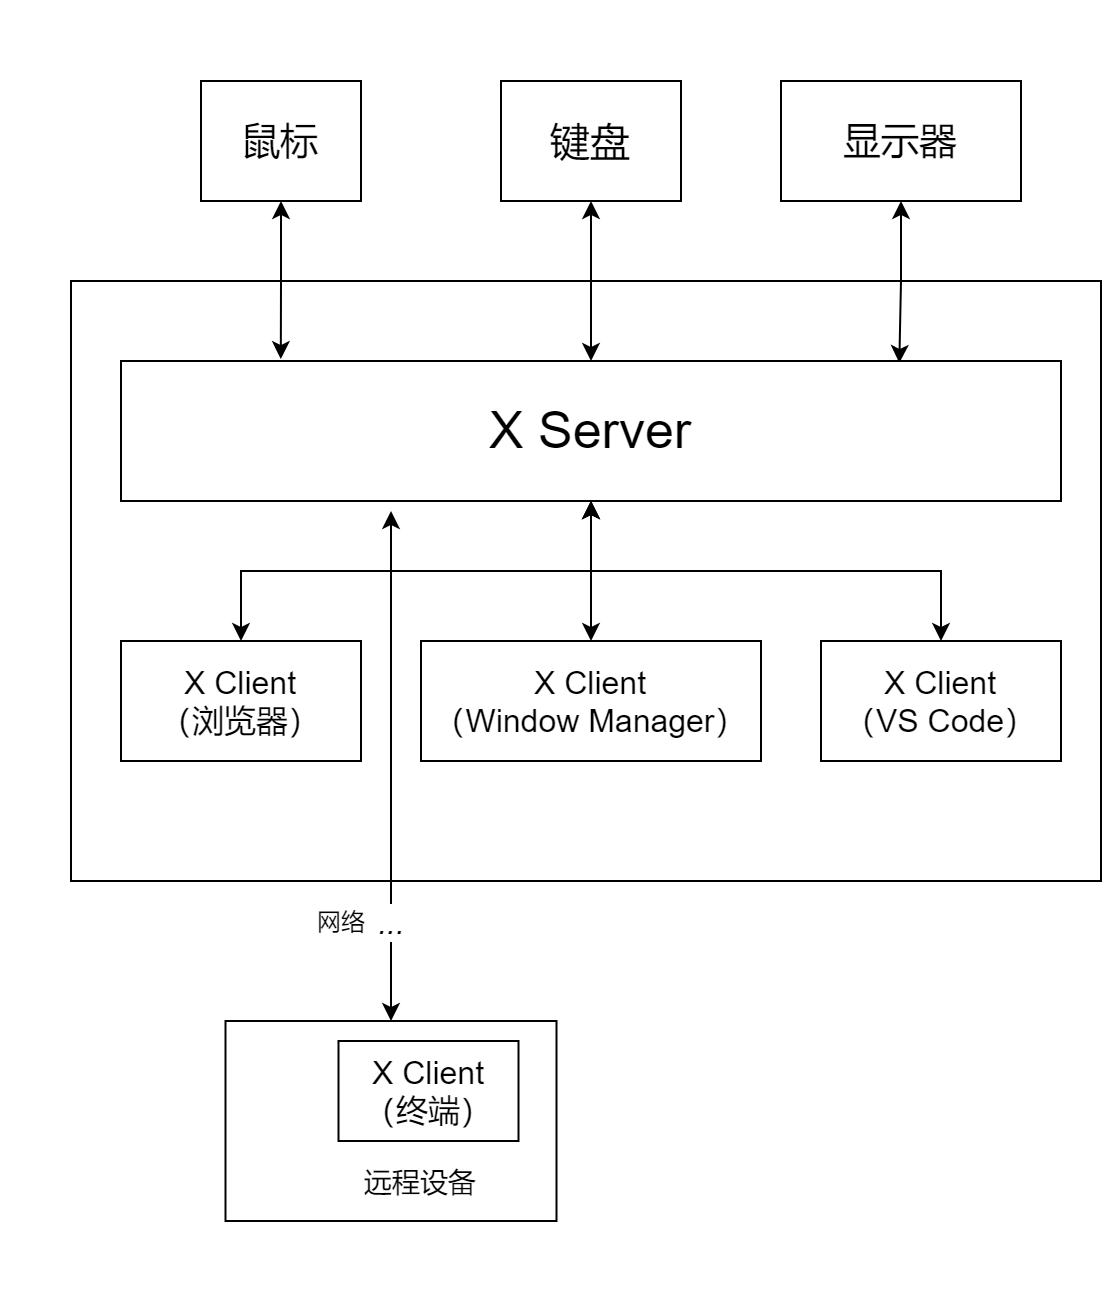 鼠标
键盘
显示器
X Server
X Client
（浏览器）
X Client
（Window Manager）
X Client
（VS Code）
网络 ...
X Client
（终端）
远程设备